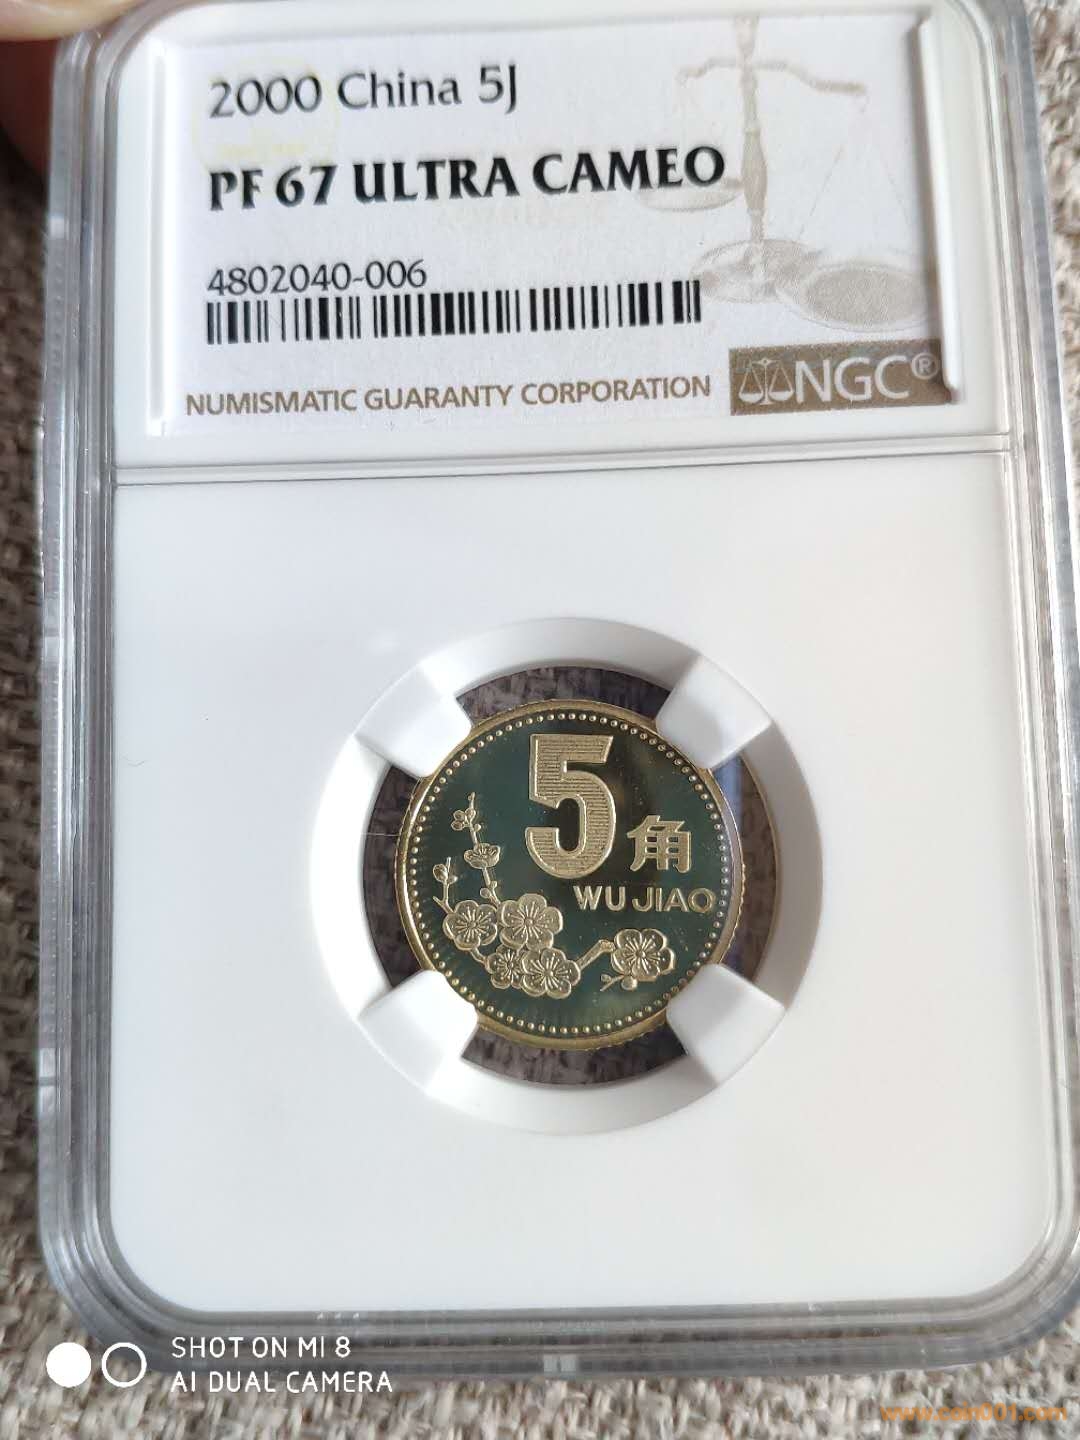 2000 China 5J
PF 67 ULTRA CAMEO
4802040-006
NUMISMATIC GUARANTY CORPORATION
NGC®
5角
WU JIAO
SHOT ON MI 8
AI DUAL CAMERA
www.coin001.com